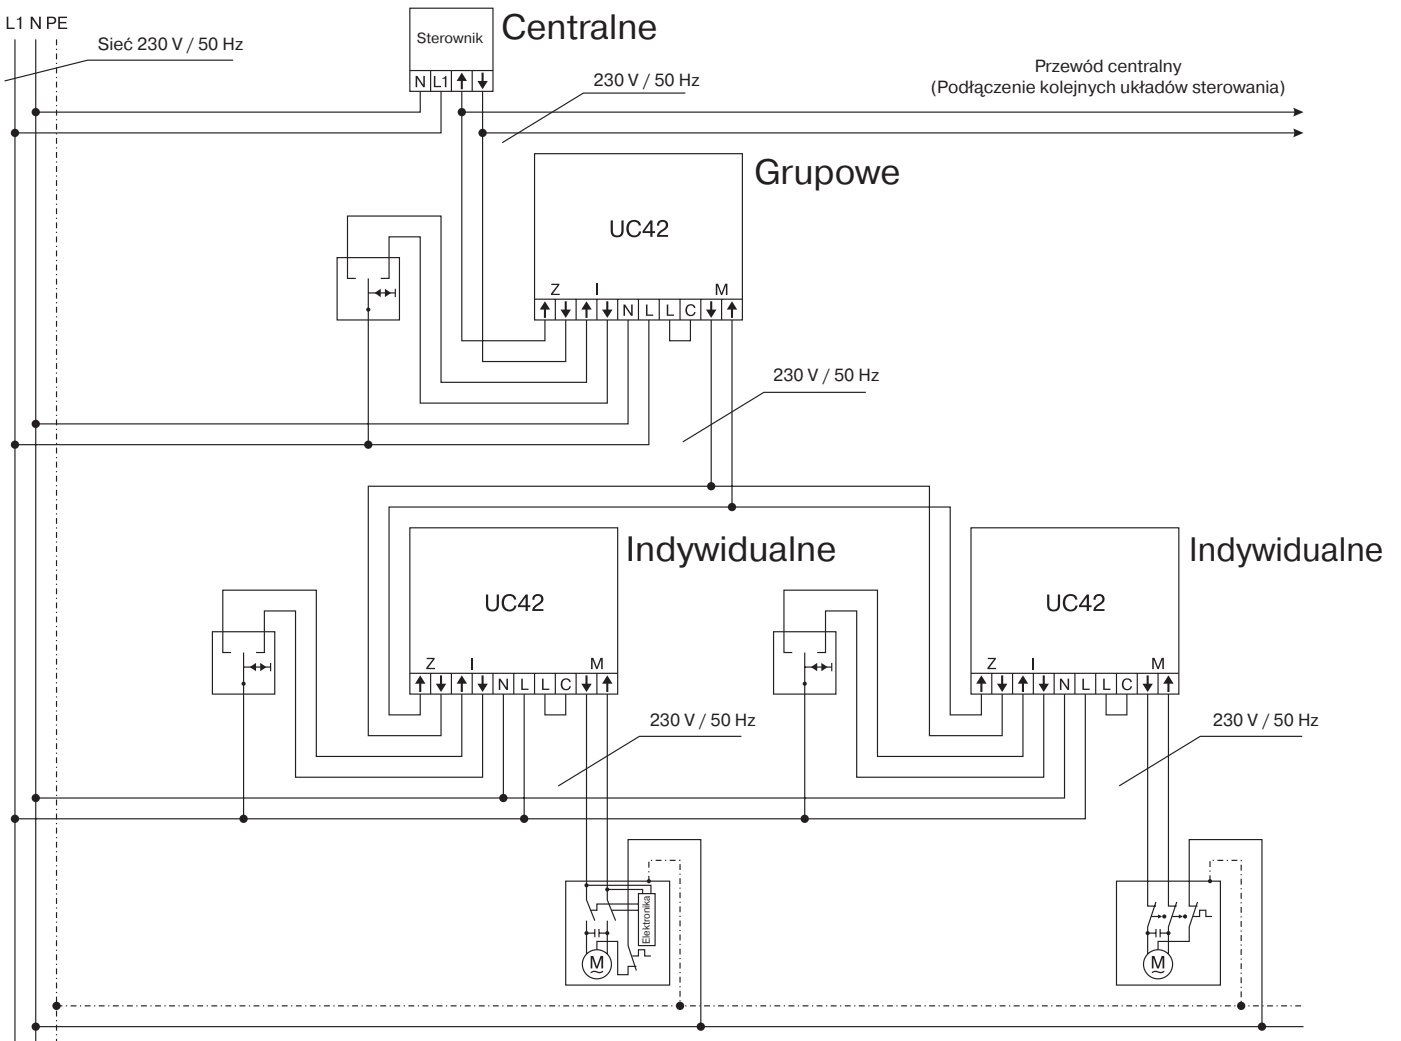 L1 N PE
Sieć 230 V / 50 Hz
Sterownik
Centralne
N L1 ↑ ↓
230 V / 50 Hz
Przewód centralny
(Podłączenie kolejnych układów sterowania)
Grupowe
UC42
Z I M
↑ ↓ ↑ ↓ N L L C ↓ ↑
230 V / 50 Hz
Indywidualne
UC42
Z I M
↑ ↓ ↑ ↓ N L L C ↓ ↑
230 V / 50 Hz
Elektronika
M
~
Indywidualne
UC42
Z I M
↑ ↓ ↑ ↓ N L L C ↓ ↑
230 V / 50 Hz
M
~